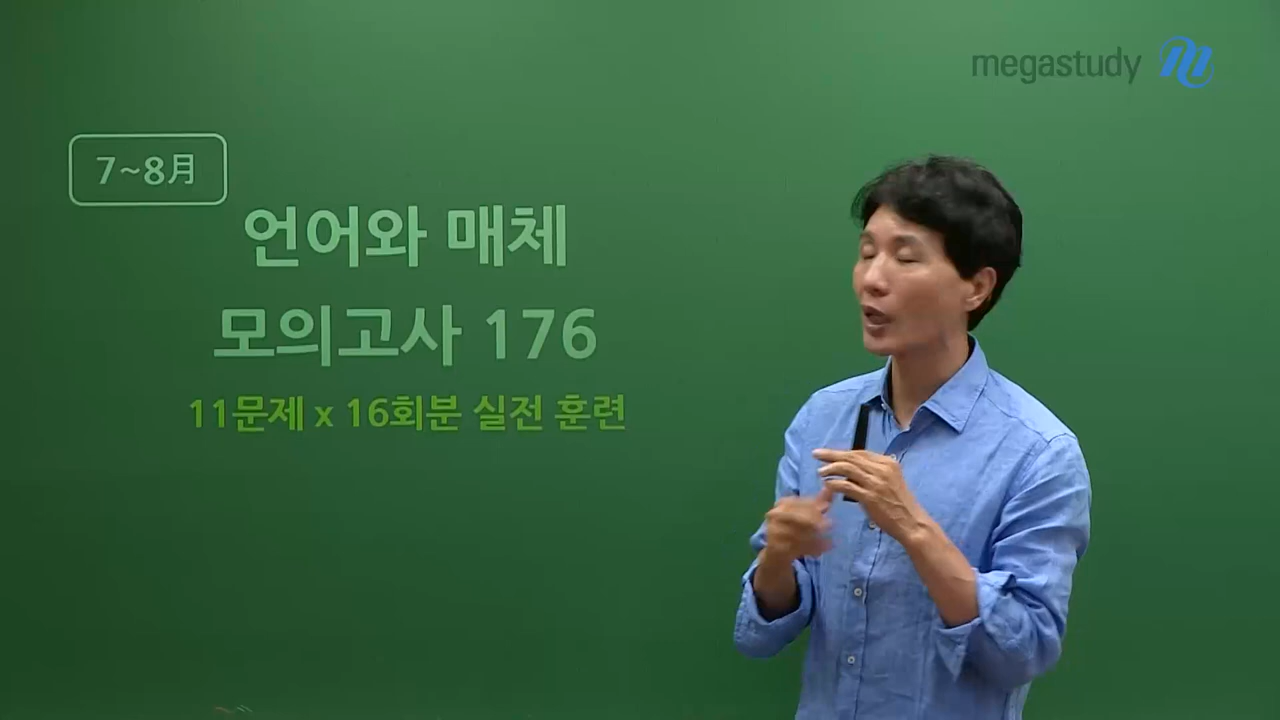 megastudy
7~8月
언어와 매체
모의고사 176
11문제 x 16회분 실전 훈련